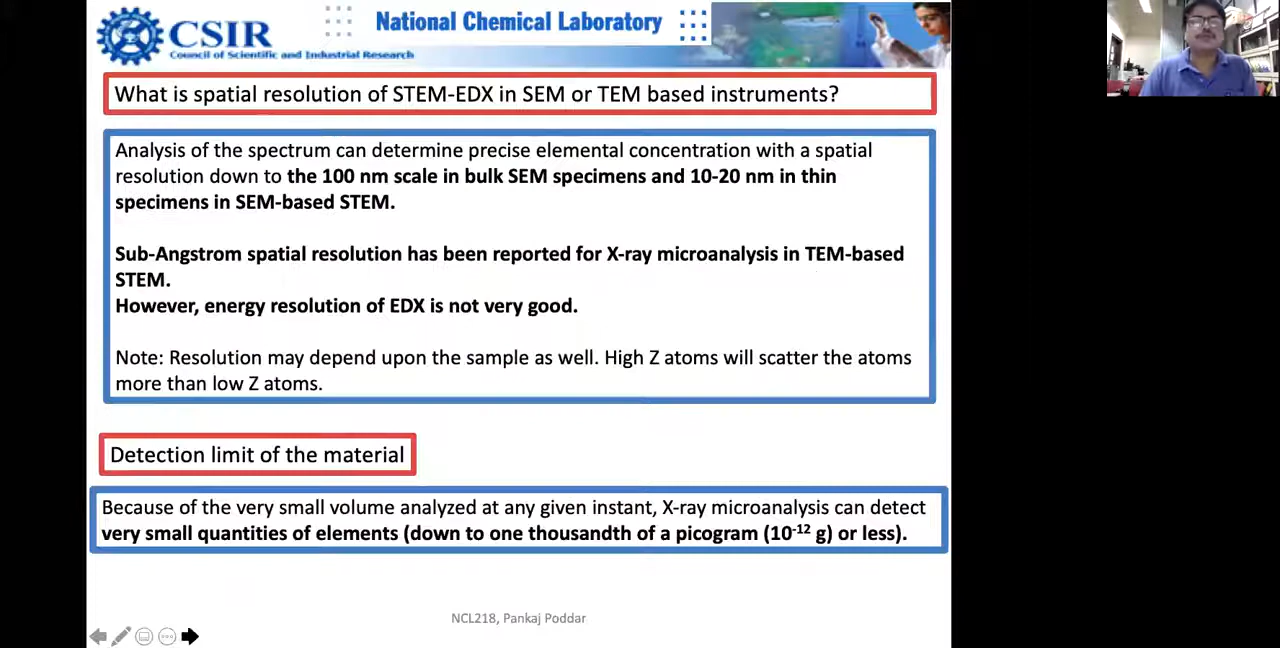 CSIR
Council of Scientific and Industrial Research
National Chemical Laboratory
What is spatial resolution of STEM-EDX in SEM or TEM based instruments?
Analysis of the spectrum can determine precise elemental concentration with a spatial
resolution down to the 100 nm scale in bulk SEM specimens and 10-20 nm in thin
specimens in SEM-based STEM.
Sub-Angstrom spatial resolution has been reported for X-ray microanalysis in TEM-based
STEM.
However, energy resolution of EDX is not very good.
Note: Resolution may depend upon the sample as well. High Z atoms will scatter the atoms
more than low Z atoms.
Detection limit of the material
Because of the very small volume analyzed at any given instant, X-ray microanalysis can detect
very small quantities of elements (down to one thousandth of a picogram (10⁻¹² g) or less).
NCL218, Pankaj Poddar